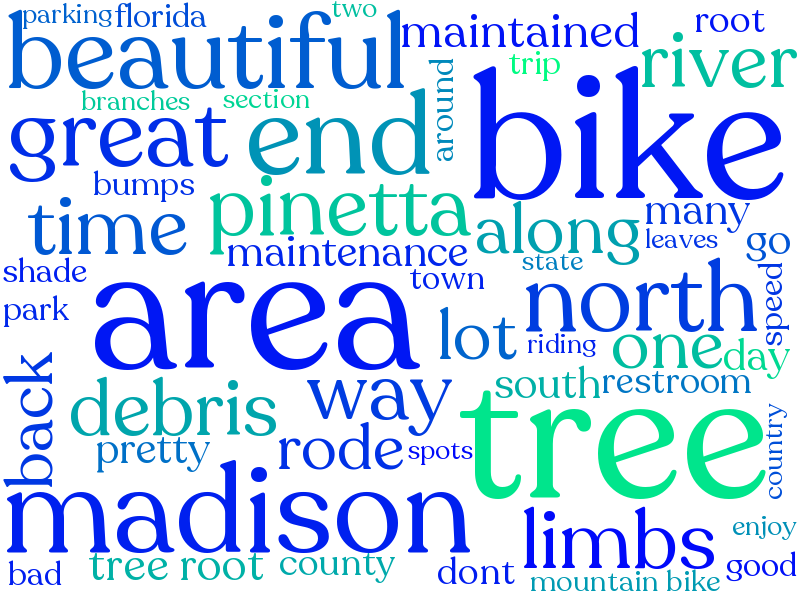 parking florida two
beautiful maintained root
trip river
branches section around
great end bike
bumps
time pinetta along many
maintenance leaves go
shade town state
park area north speed
lot riding one day
back debris way south restroom
pretty rode spots tree country
madison limbs enjoy
bad tree root county dont mountain bike good